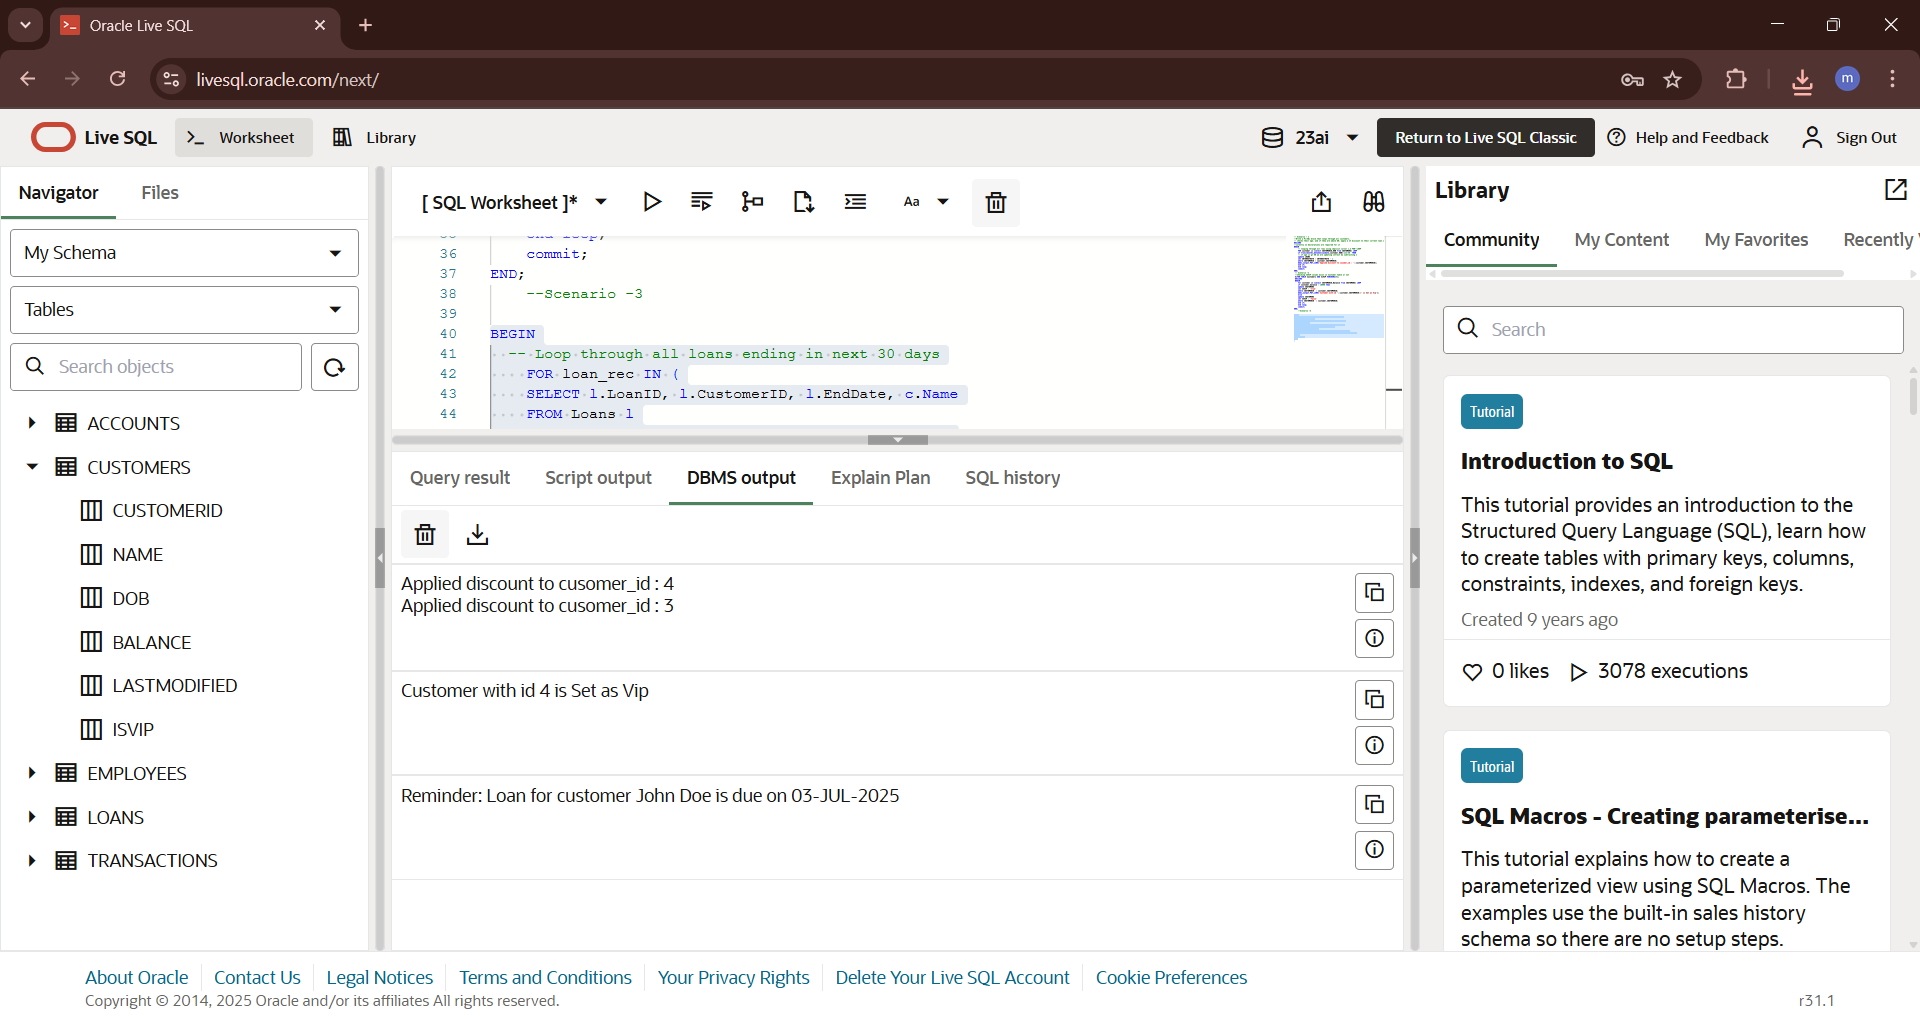 Oracle Live SQL
livesql.oracle.com/next/
m
Live SQL
Worksheet
Library
23ai
Return to Live SQL Classic
Help and Feedback
Sign Out
Navigator
Files
My Schema
Tables
Search objects
ACCOUNTS
CUSTOMERS
CUSTOMERID
NAME
DOB
BALANCE
LASTMODIFIED
ISVIP
EMPLOYEES
LOANS
TRANSACTIONS
[ SQL Worksheet ]*
Aa
36 commit;
37 END;
38 --Scenario -3
39
40 BEGIN
41 -- Loop through all loans ending in next 30 days
42 FOR loan_rec IN (
43 SELECT l.LoanID, l.CustomerID, l.EndDate, c.Name
44 FROM Loans l
Query result
Script output
DBMS output
Explain Plan
SQL history
Applied discount to cusomer_id : 4
Applied discount to cusomer_id : 3
Customer with id 4 is Set as Vip
Reminder: Loan for customer John Doe is due on 03-JUL-2025
Library
Community
My Content
My Favorites
Recently
Search
Tutorial
Introduction to SQL
This tutorial provides an introduction to the
Structured Query Language (SQL), learn how
to create tables with primary keys, columns,
constraints, indexes, and foreign keys.
Created 9 years ago
0 likes
3078 executions
Tutorial
SQL Macros - Creating parameterise...
This tutorial explains how to create a
parameterized view using SQL Macros. The
examples use the built-in sales history
schema so there are no setup steps.
About Oracle
Contact Us
Legal Notices
Terms and Conditions
Your Privacy Rights
Delete Your Live SQL Account
Cookie Preferences
Copyright © 2014, 2025 Oracle and/or its affiliates All rights reserved.
r31.1